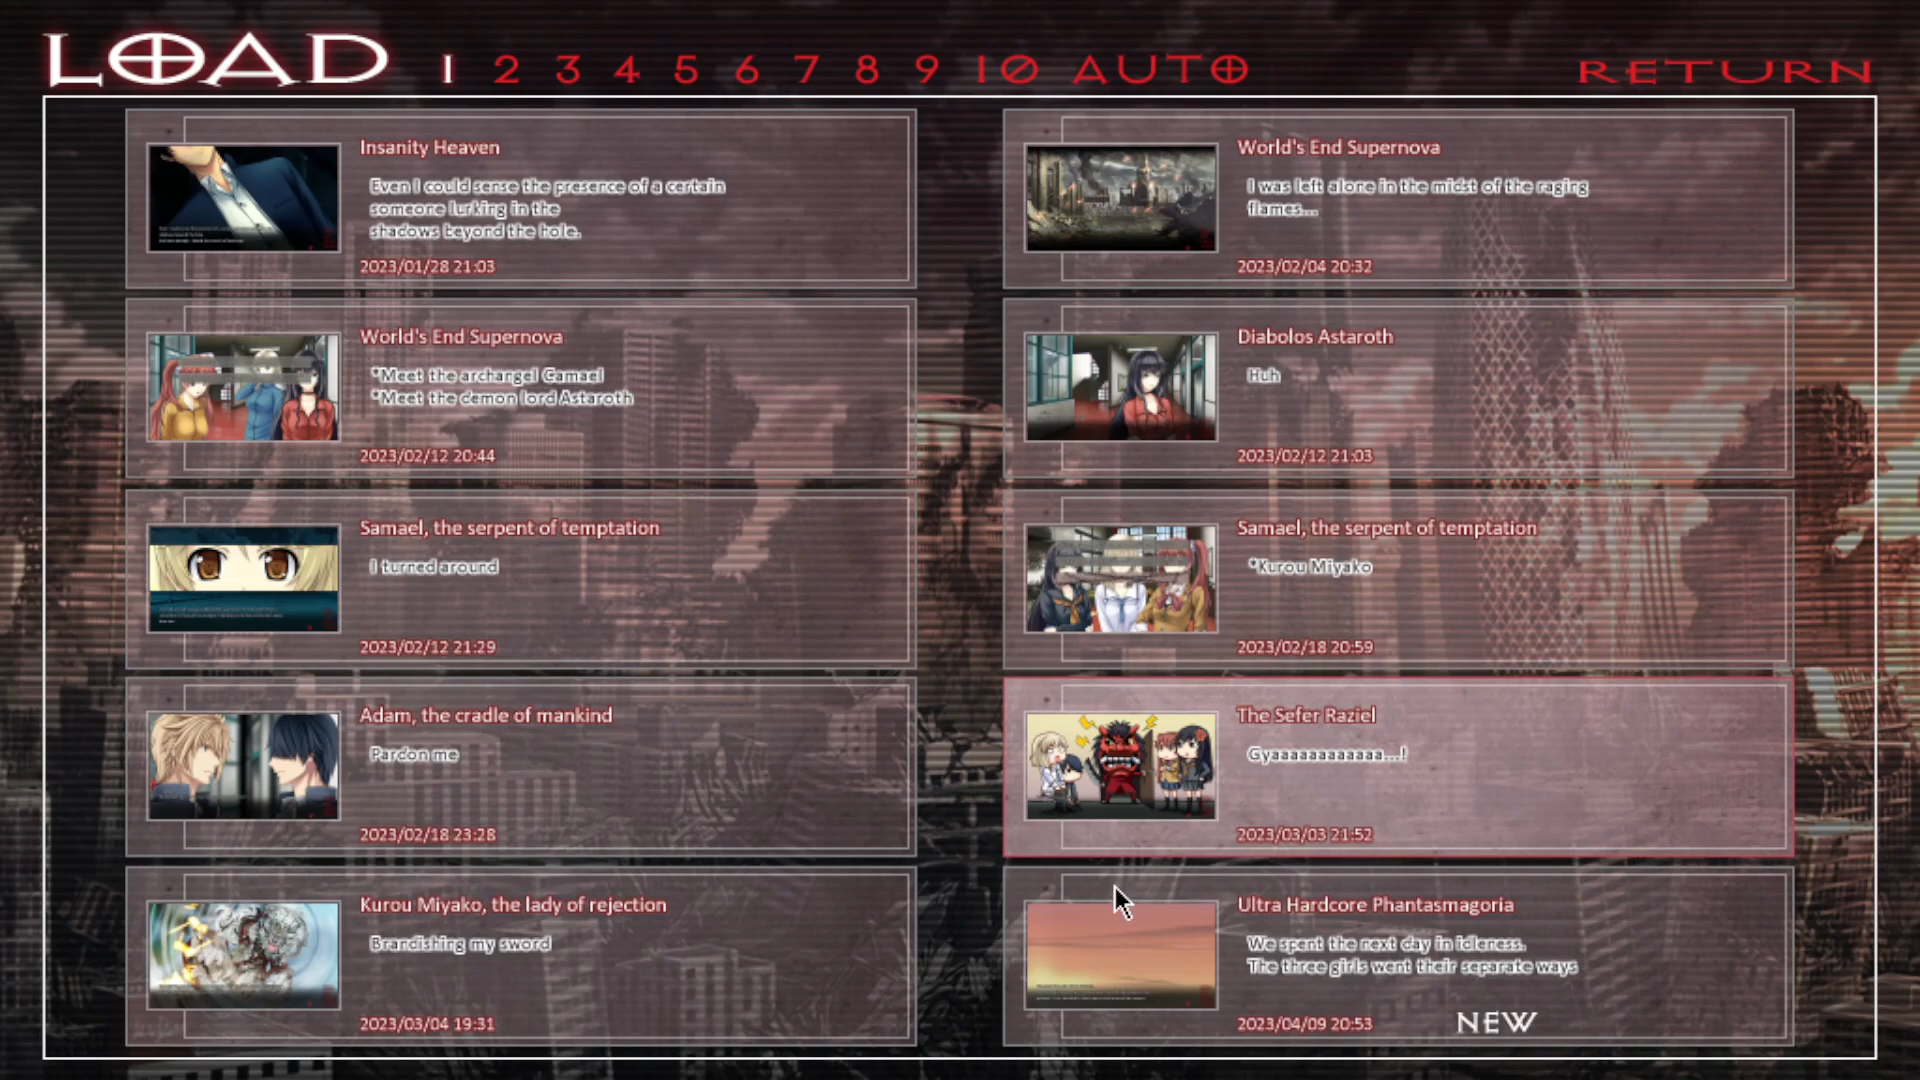 LOAD 1 2 3 4 5 6 7 8 9 10 AUTO RETURN
Insanity Heaven
Even I could sense the presence of a certain
someone lurking in the
shadows beyond the hole.
2023/01/28 21:03
World's End Supernova
I was left alone in the midst of the raging
flames...
2023/02/04 20:32
World's End Supernova
*Meet the archangel Camael
*Meet the demon lord Astaroth
2023/02/12 20:44
Diabolos Astaroth
Huh
2023/02/12 21:03
Samael, the serpent of temptation
I turned around
2023/02/12 21:29
Samael, the serpent of temptation
*Kurou Miyako
2023/02/18 20:59
Adam, the cradle of mankind
Pardon me
2023/02/18 23:28
The Sefer Raziel
Gyaaaaaaaaaaaa...!
2023/03/03 21:52
Kurou Miyako, the lady of rejection
Brandishing my sword
2023/03/04 19:31
Ultra Hardcore Phantasmagoria
We spent the next day in idleness.
The three girls went their separate ways
2023/04/09 20:53 NEW